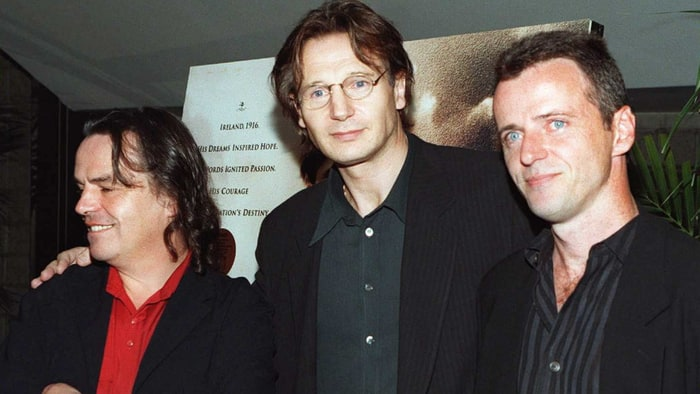 IRELAND, 1916.
HIS DREAMS INSPIRED HOPE.
WORDS IGNITED PASSION.
HIS COURAGE
NATION'S DESTINY